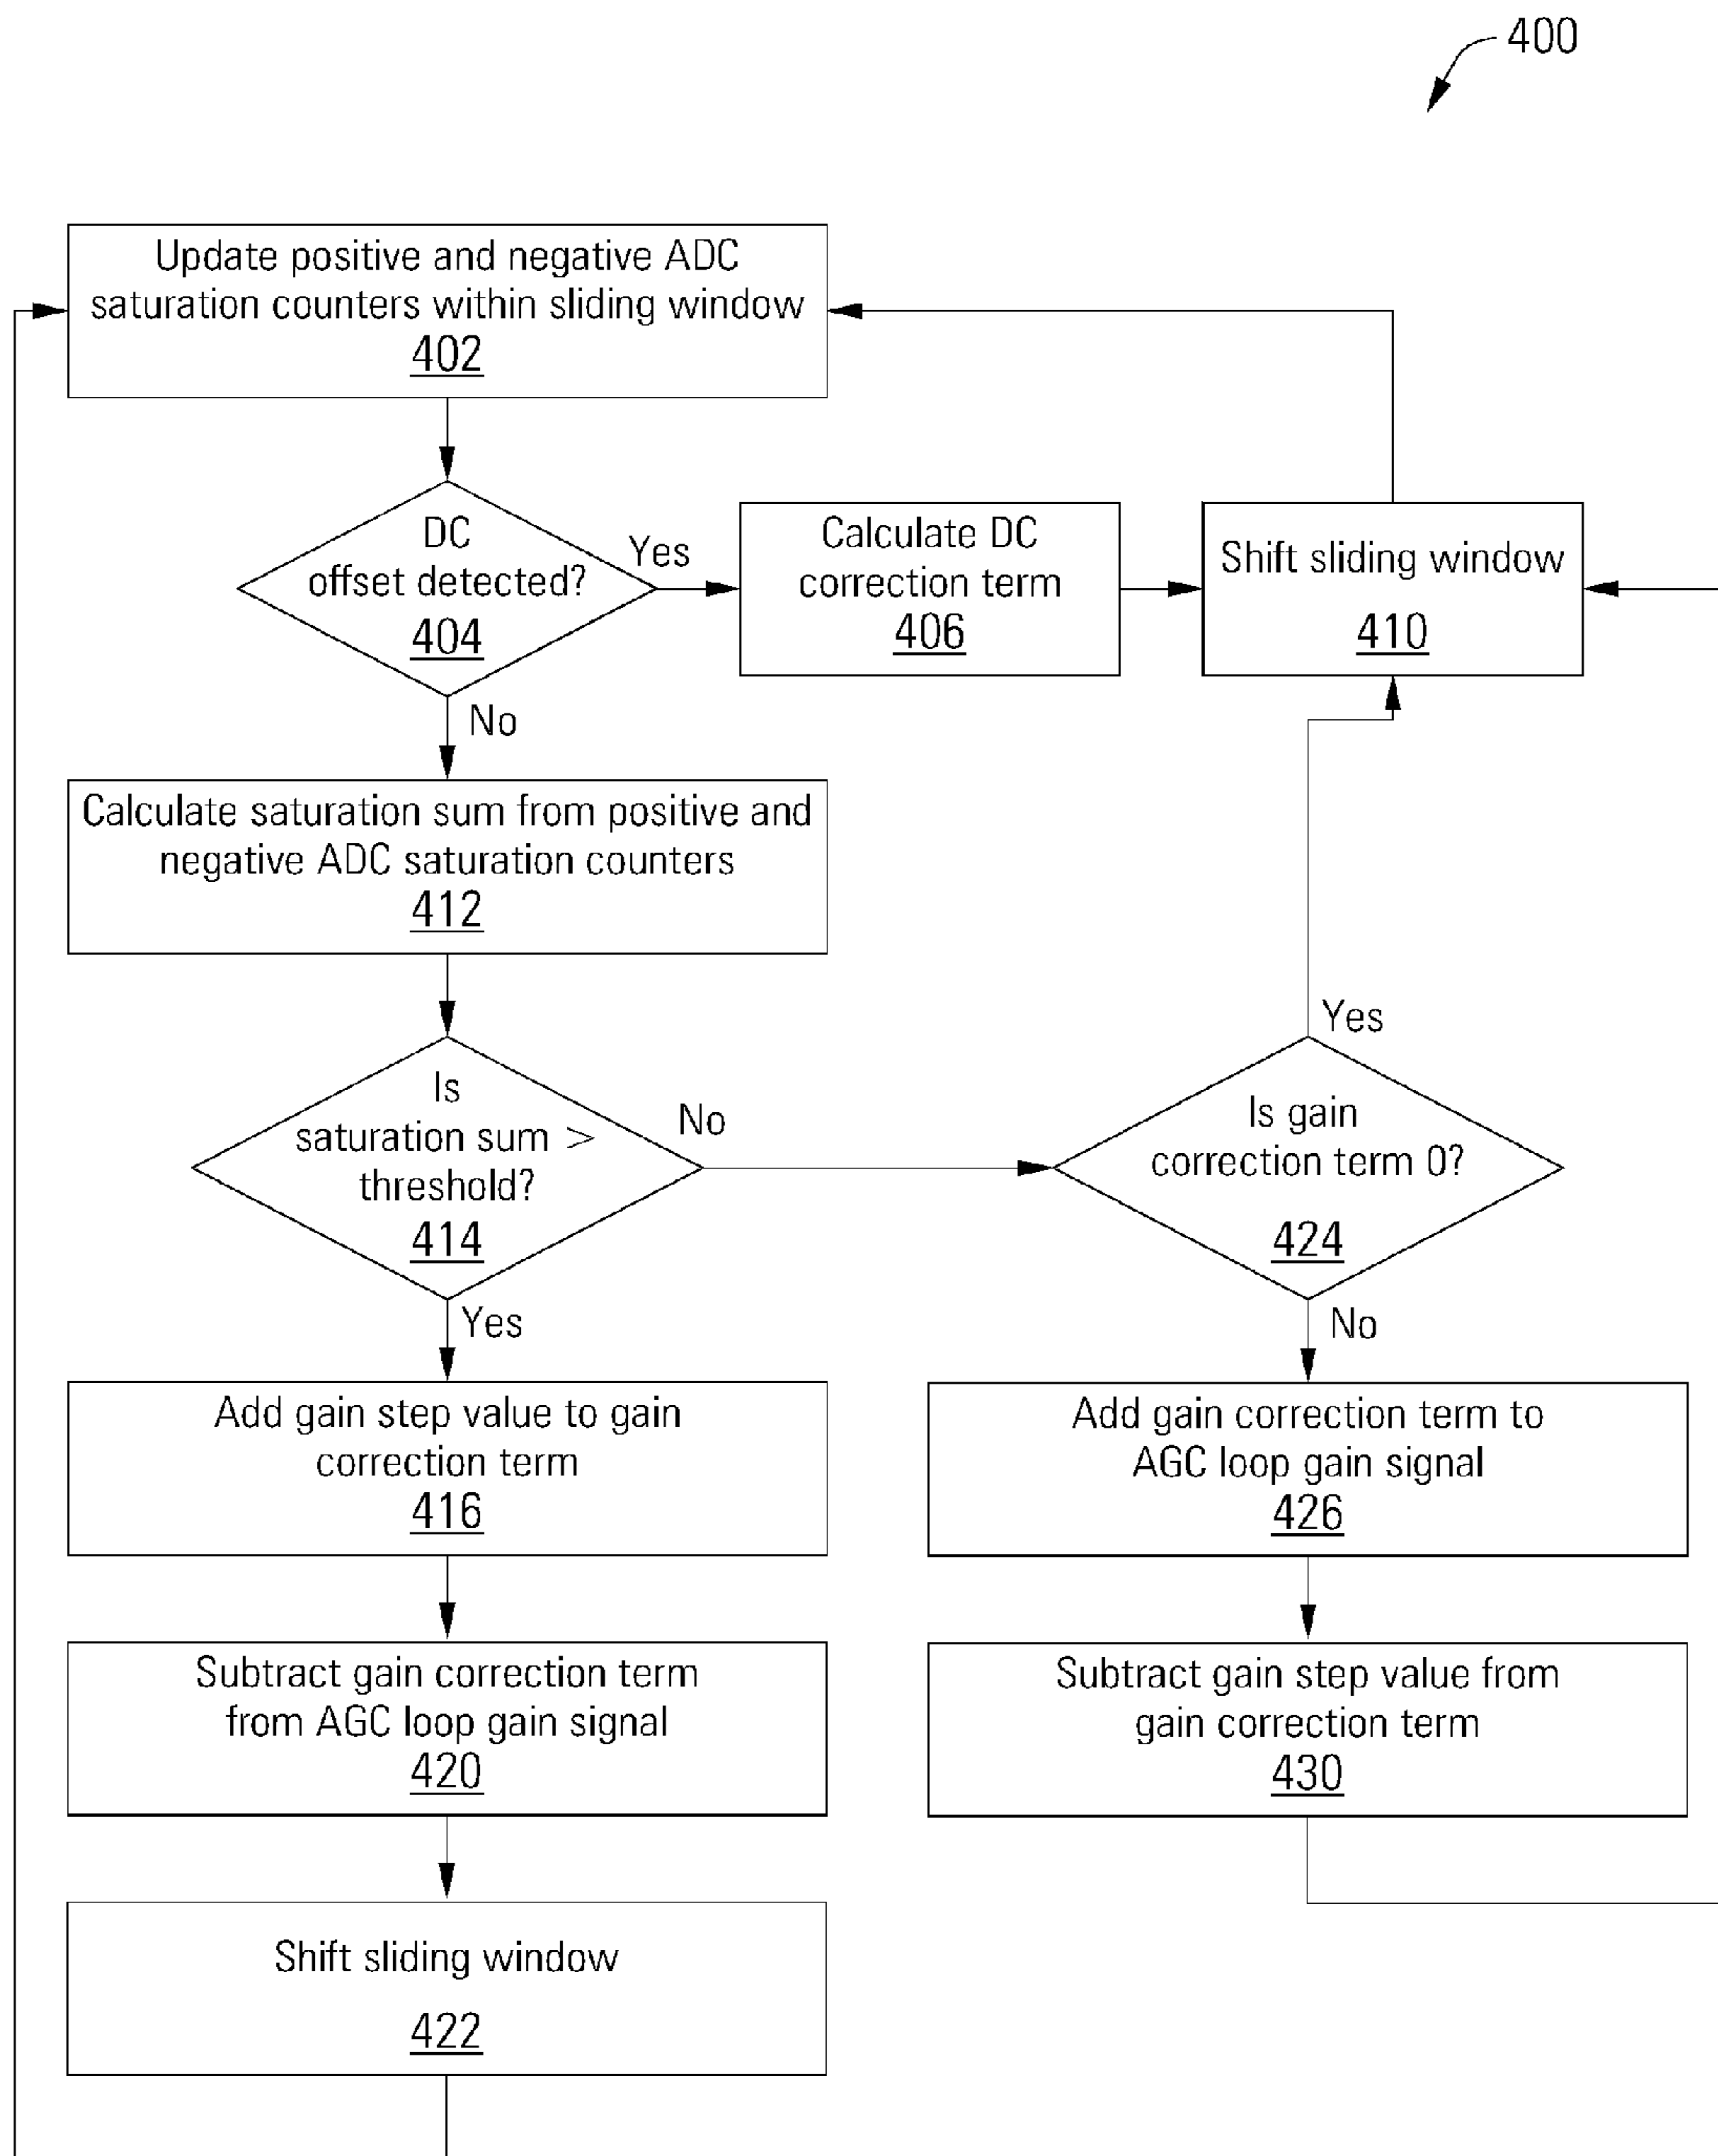 400
Update positive and negative ADC
saturation counters within sliding window
402
DC
offset detected?
404
Yes
Calculate DC
correction term
406
Shift sliding window
410
No
Calculate saturation sum from positive and
negative ADC saturation counters
412
Is
saturation sum >
threshold?
414
No
Yes
Is gain
correction term 0?
424
Yes
No
Add gain step value to gain
correction term
416
Add gain correction term to
AGC loop gain signal
426
Subtract gain correction term
from AGC loop gain signal
420
Subtract gain step value from
gain correction term
430
Shift sliding window
422